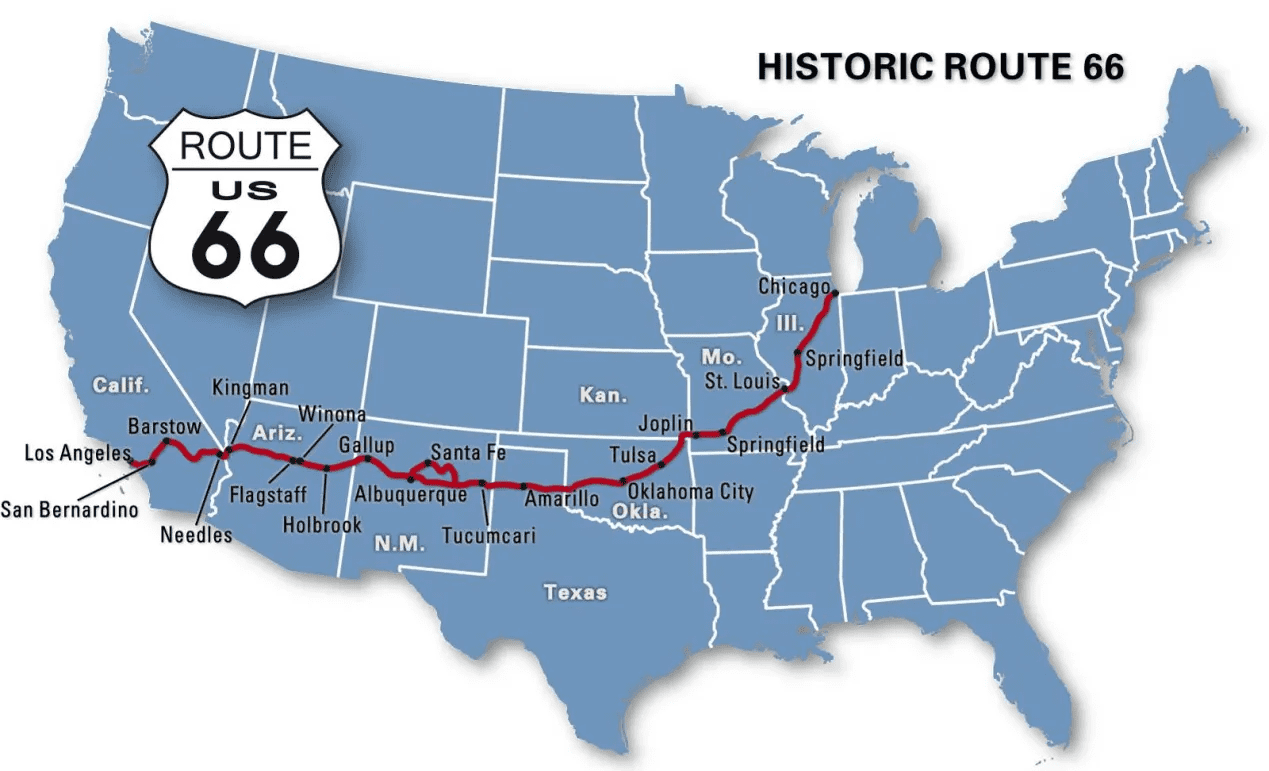 HISTORIC ROUTE 66
ROUTE
US
66
Chicago
Ill.
Springfield
Mo.
St. Louis
Kan.
Calif.
Kingman
Winona
Joplin
Barstow
Ariz.
Gallup
Santa Fe
Springfield
Los Angeles
Tulsa
Flagstaff
Albuquerque
Amarillo
Oklahoma City
San Bernardino
Holbrook
Okla.
Needles
N.M.
Tucumcari
Texas